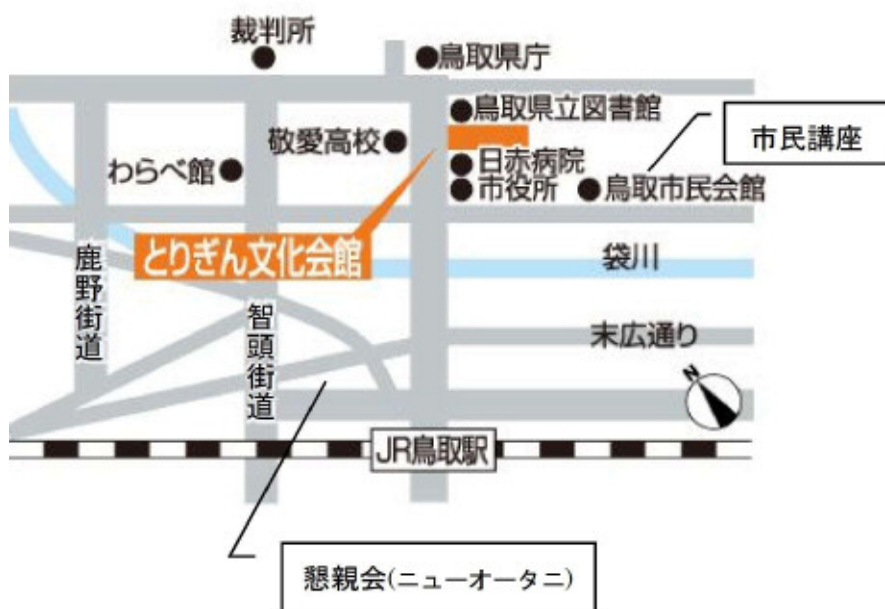 裁判所
鳥取県庁
鳥取県立図書館
敬愛高校
市民講座
わらべ館
日赤病院
市役所
鳥取市民会館
とりぎん文化会館
袋川
鹿野街道
智頭街道
末広通り
N
JR鳥取駅
懇親会(ニューオータニ)